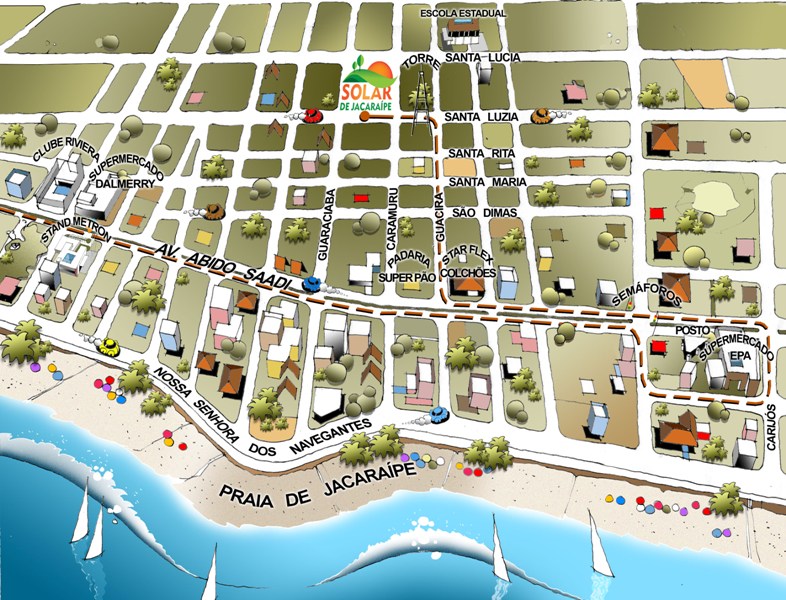 ESCOLA ESTADUAL
TORRE
SANTA LUCIA
SOLAR
DE JACARAÍPE
SANTA LUZIA
CLUBE RIVIERA
SUPERMERCADO
DALMERRY
SANTA RITA
SANTA MARIA
GUARACIABA
CARAMURU
GUACIRA
SÃO DIMAS
STAND METRON
AV. ABIDO SAADI
PADARIA
SUPER PÃO
STAR FLEX
COLCHÕES
SEMÁFOROS
POSTO
SUPERMERCADO
EPA
CARIJÓS
NOSSA SENHORA DOS NAVEGANTES
PRAIA DE JACARAÍPE